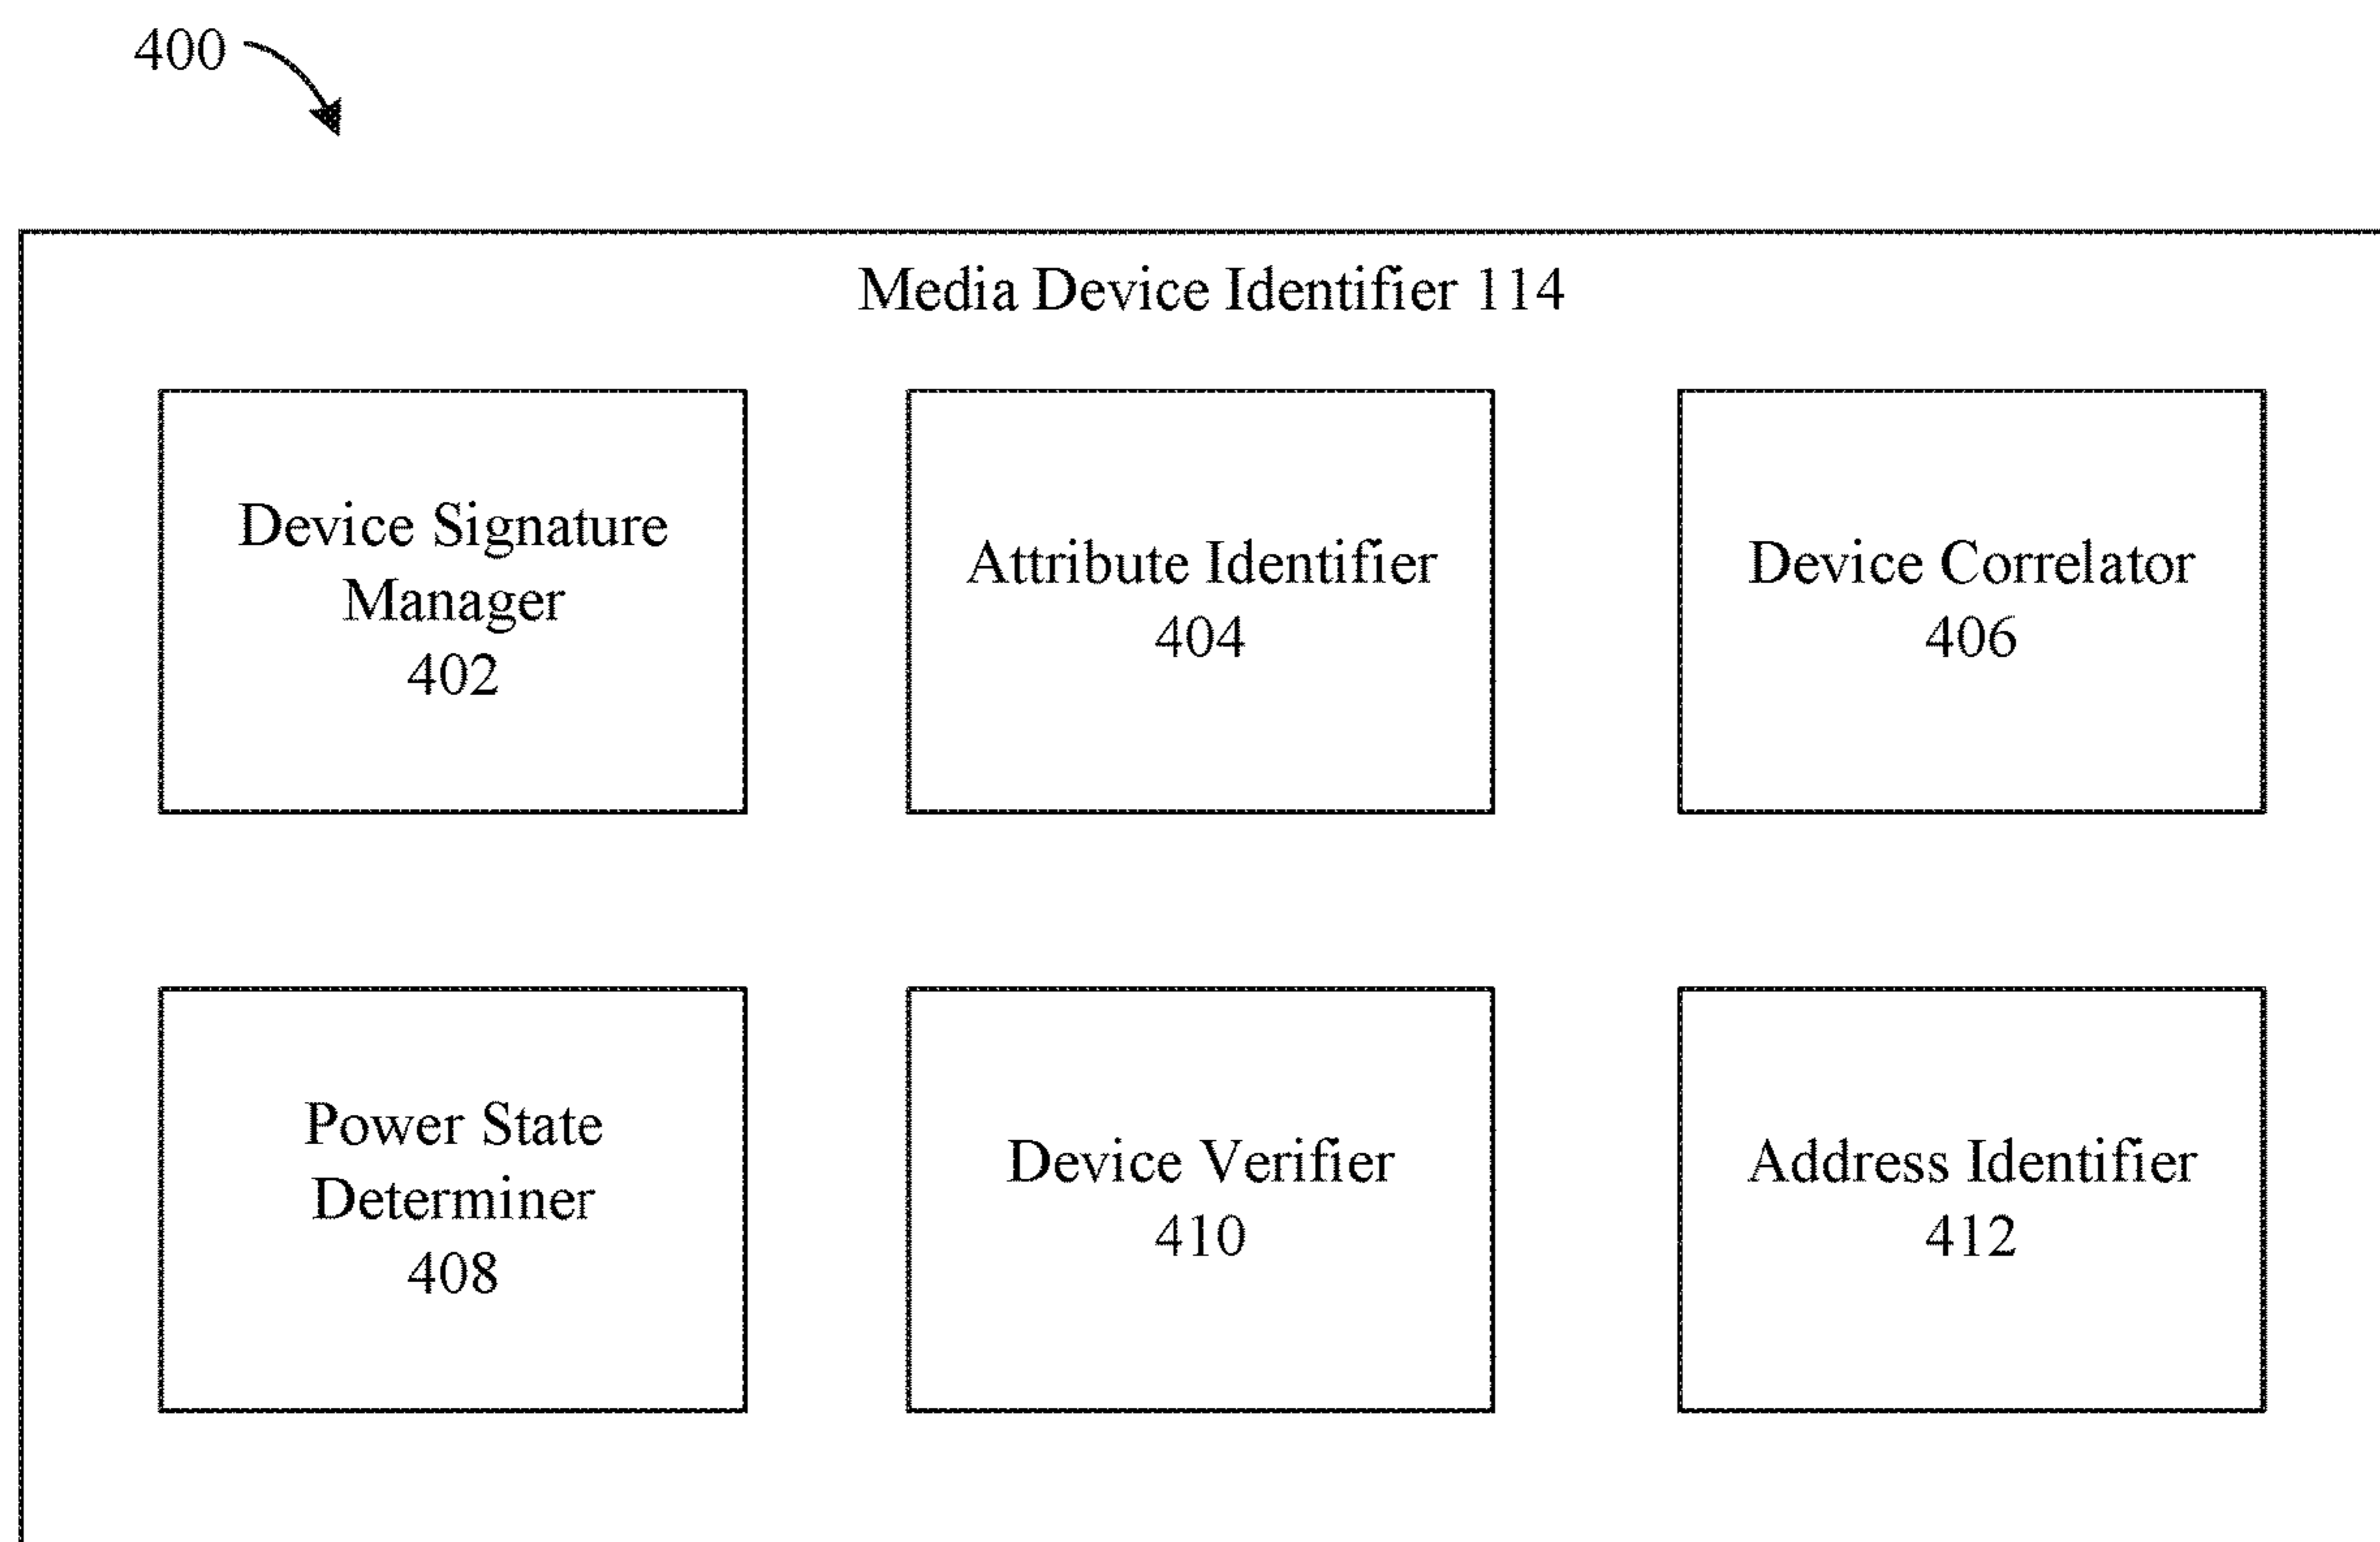 400
Media Device Identifier 114
Device Signature
Manager
402
Attribute Identifier
404
Device Correlator
406
Power State
Determiner
408
Device Verifier
410
Address Identifier
412